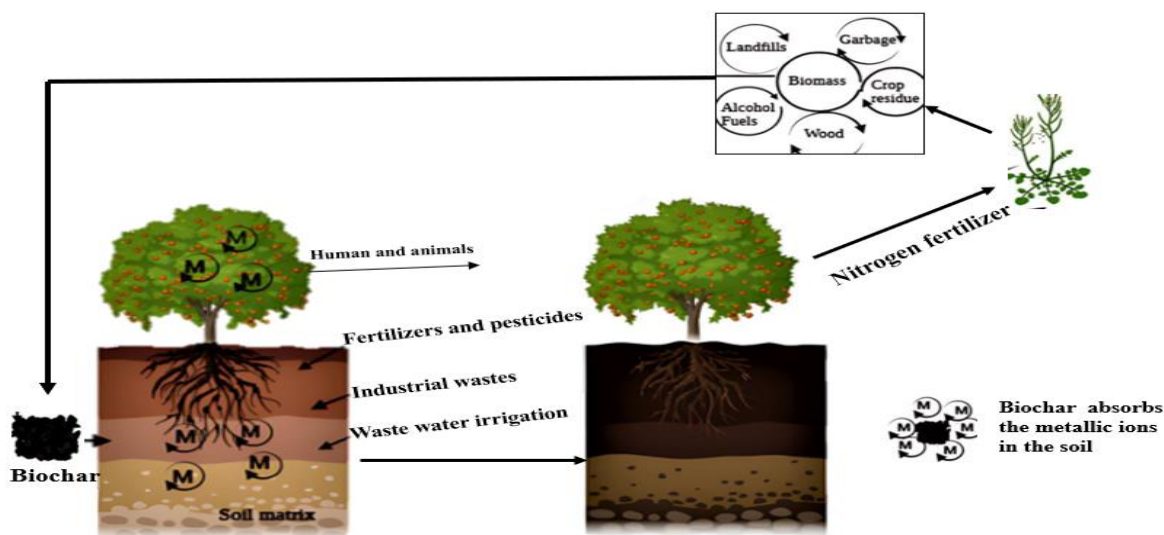 Landfills
Garbage
Biomass
Crop
residue
Alcohol
Fuels
Wood
M
M
M
Human and animals
Nitrogen fertilizer
Fertilizers and pesticides
Industrial wastes
Waste water irrigation
M
M
M
M
Biochar
Soil matrix
M
M
M
M
M
M
Biochar absorbs
the metallic ions
in the soil